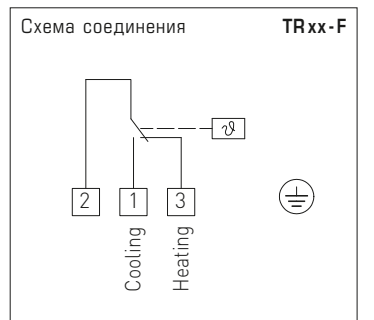 Схема соединения TRxx-F
ϑ
2 1 3
Cooling
Heating